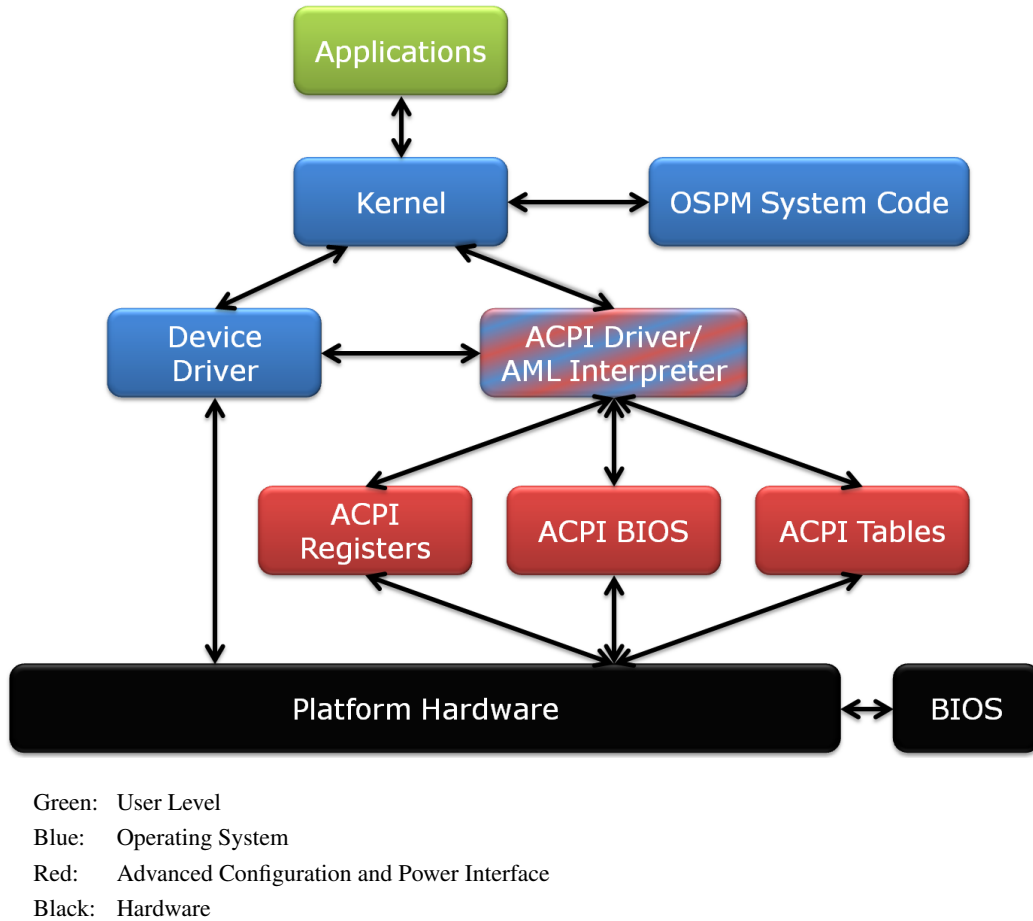 Applications
Kernel
OSPM System Code
Device
Driver
ACPI Driver/
AML Interpreter
ACPI
Registers
ACPI BIOS
ACPI Tables
Platform Hardware
BIOS
Green: User Level
Blue: Operating System
Red: Advanced Configuration and Power Interface
Black: Hardware